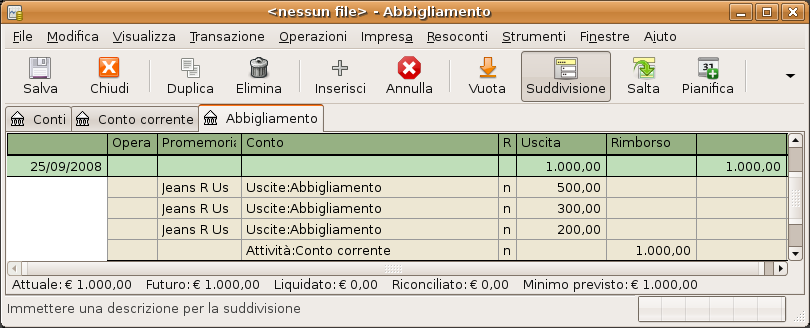 <nessun file> - Abbigliamento
File Modifica Visualizza Transazione Operazioni Impresa Resoconti Strumenti Finestre Aiuto
Salva Chiudi Duplica Elimina Inserisci Annulla Vuota Suddivisione Salta Pianifica
Conti Conto corrente Abbigliamento
Opera Promemoria Conto R Uscita Rimborso
25/09/2008 1.000,00 1.000,00
Jeans R Us Uscite:Abbigliamento n 500,00
Jeans R Us Uscite:Abbigliamento n 300,00
Jeans R Us Uscite:Abbigliamento n 200,00
Attività:Conto corrente n 1.000,00
Attuale: € 1.000,00 Futuro: € 1.000,00 Liquidato: € 0,00 Riconciliato: € 0,00 Minimo previsto: € 1.000,00
Immettere una descrizione per la suddivisione